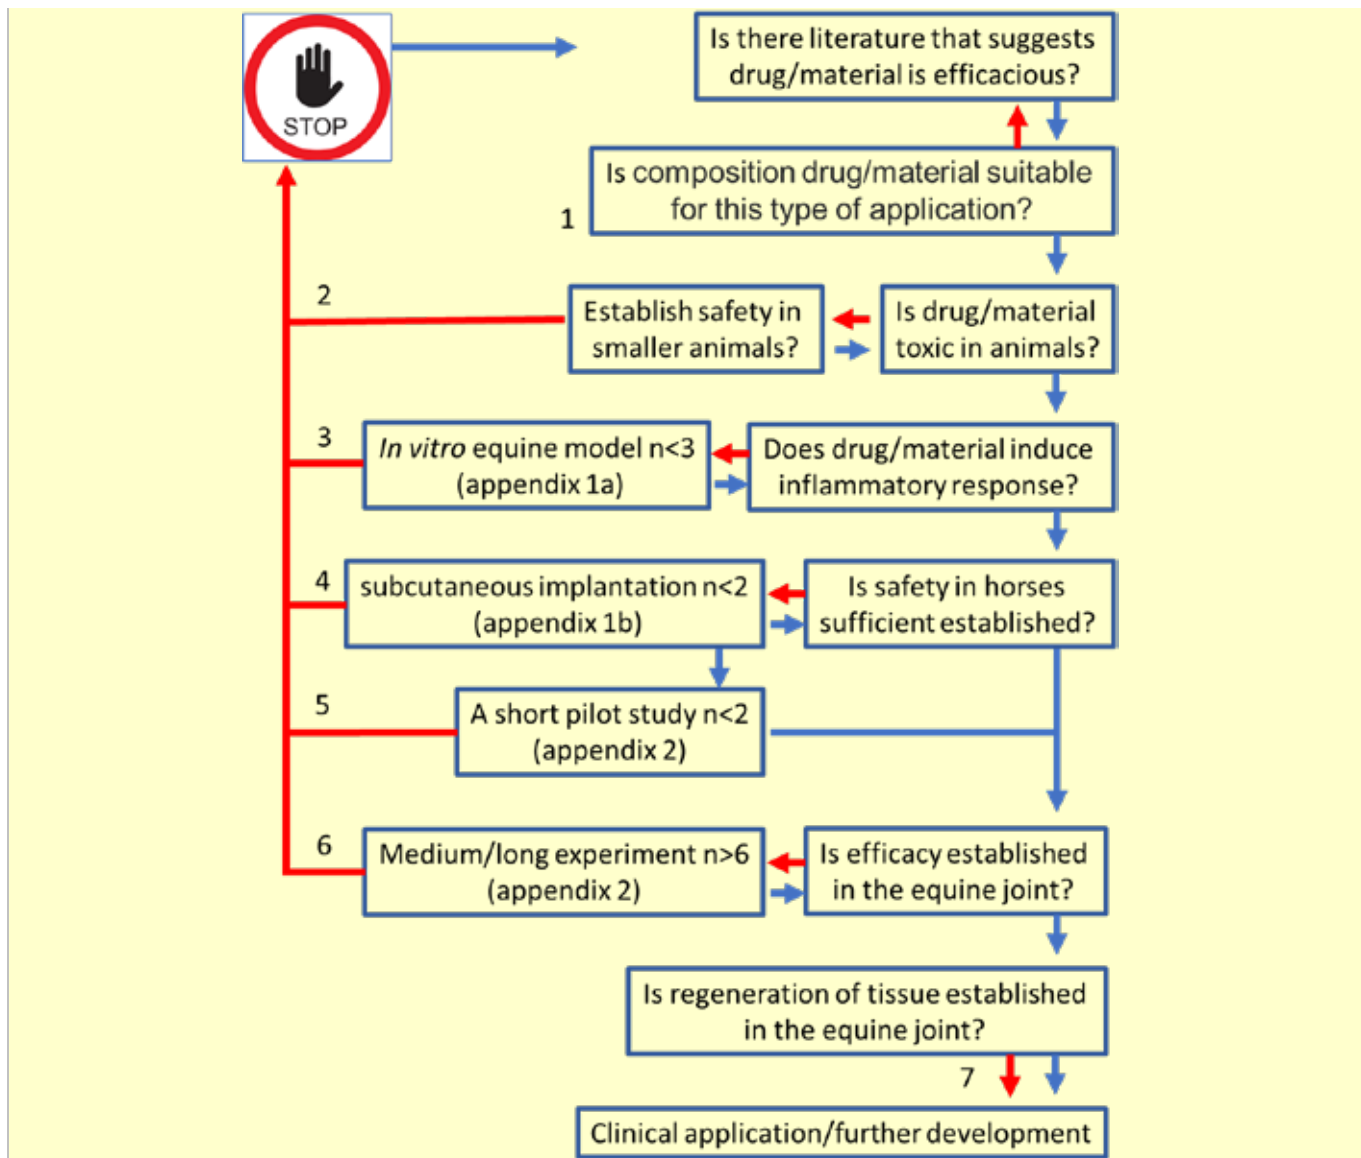 STOP
Is there literature that suggests
drug/material is efficacious?
1
Is composition drug/material suitable
for this type of application?
2
Establish safety in
smaller animals?
Is drug/material
toxic in animals?
3
In vitro equine model n<3
(appendix 1a)
Does drug/material induce
inflammatory response?
4
subcutaneous implantation n<2
(appendix 1b)
Is safety in horses
sufficient established?
5
A short pilot study n<2
(appendix 2)
6
Medium/long experiment n>6
(appendix 2)
Is efficacy established
in the equine joint?
Is regeneration of tissue established
in the equine joint?
7
Clinical application/further development